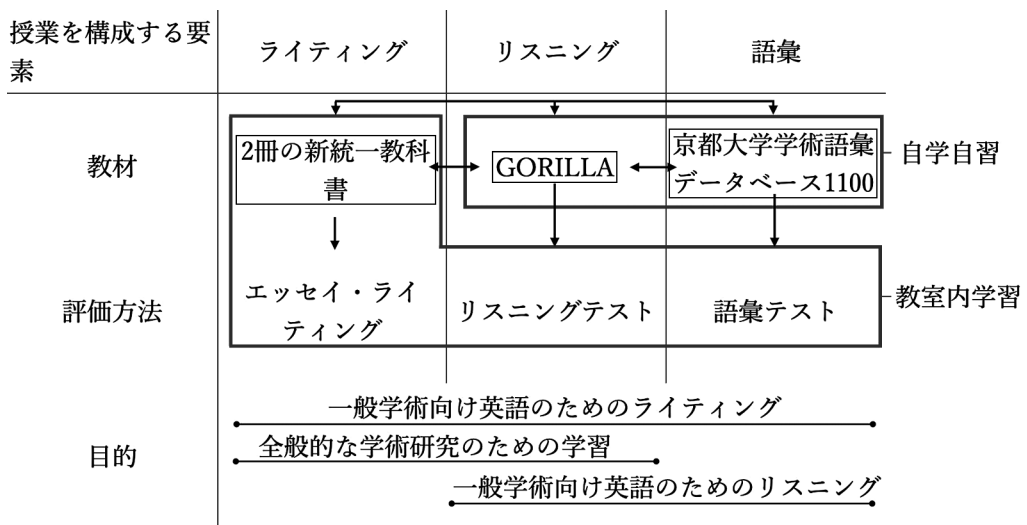 授業を構成する要
素
ライティング
リスニング
語彙
教材
2冊の新統一教科
書
GORILLA
京都大学学術語彙
データベース1100
自学自習
評価方法
エッセイ・ライ
ティング
リスニングテスト
語彙テスト
教室内学習
目的
一般学術向け英語のためのライティング
全般的な学術研究のための学習
一般学術向け英語のためのリスニング